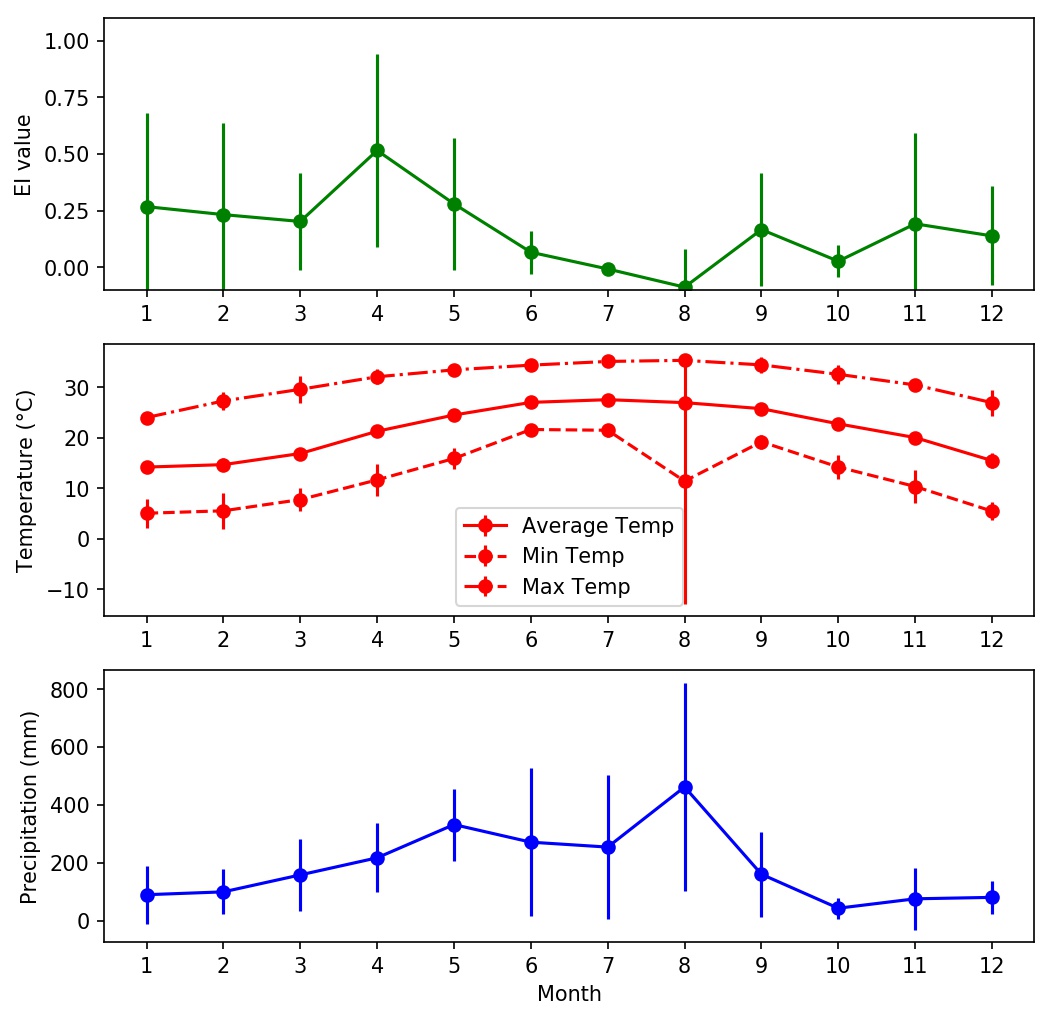 EI value
1.00
0.75
0.50
0.25
0.00
1 2 3 4 5 6 7 8 9 10 11 12
Temperature (°C)
30
20
10
0
−10
Average Temp
Min Temp
Max Temp
1 2 3 4 5 6 7 8 9 10 11 12
Precipitation (mm)
800
600
400
200
0
1 2 3 4 5 6 7 8 9 10 11 12
Month